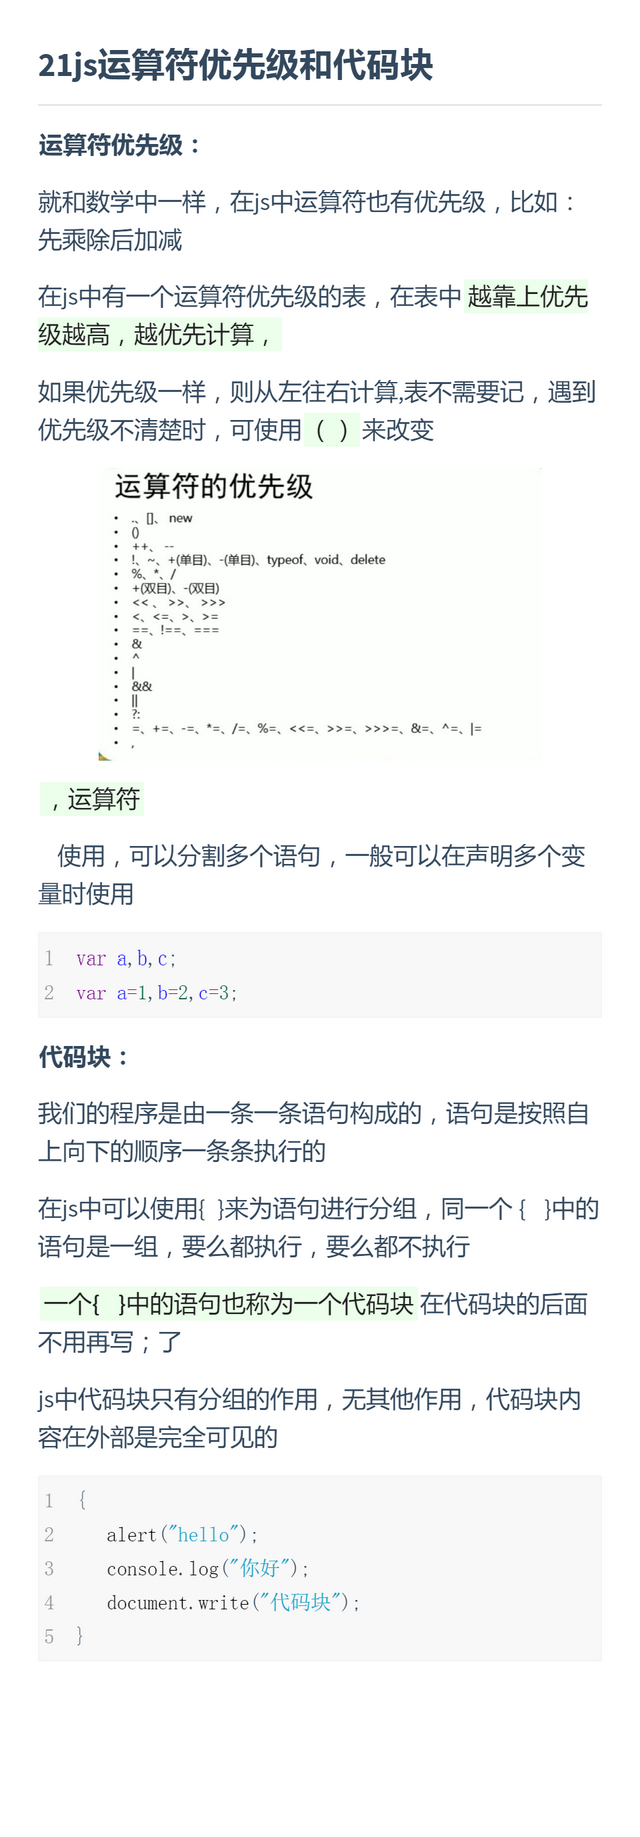 21js运算符优先级和代码块
运算符优先级：
就和数学中一样，在js中运算符也有优先级，比如：
先乘除后加减
在js中有一个运算符优先级的表，在表中 越靠上优先
级越高，越优先计算，
如果优先级一样，则从左往右计算,表不需要记，遇到
优先级不清楚时，可使用（ ）来改变
运算符的优先级
• .、[]、 new
• ()
• ++、 --
• !、~、+(单目)、-(单目)、typeof、void、delete
• %、*、/
• +(双目)、-(双目)
• << 、 >>、 >>>
• <、<=、>、>=
• ==、!==、===
• &
• ^
• |
• &&
• ||
• ?:
• =、+=、-=、*=、/=、%=、<<=、>>=、>>>=、&=、^=、|=
• ,
，运算符
使用，可以分割多个语句，一般可以在声明多个变
量时使用
1 var a,b,c;
2 var a=1,b=2,c=3;
代码块：
我们的程序是由一条一条语句构成的，语句是按照自
上向下的顺序一条条执行的
在js中可以使用{ }来为语句进行分组，同一个 { }中的
语句是一组，要么都执行，要么都不执行
一个{ }中的语句也称为一个代码块 在代码块的后面
不用再写；了
js中代码块只有分组的作用，无其他作用，代码块内
容在外部是完全可见的
1 {
2 alert("hello");
3 console.log("你好");
4 document.write("代码块");
5 }